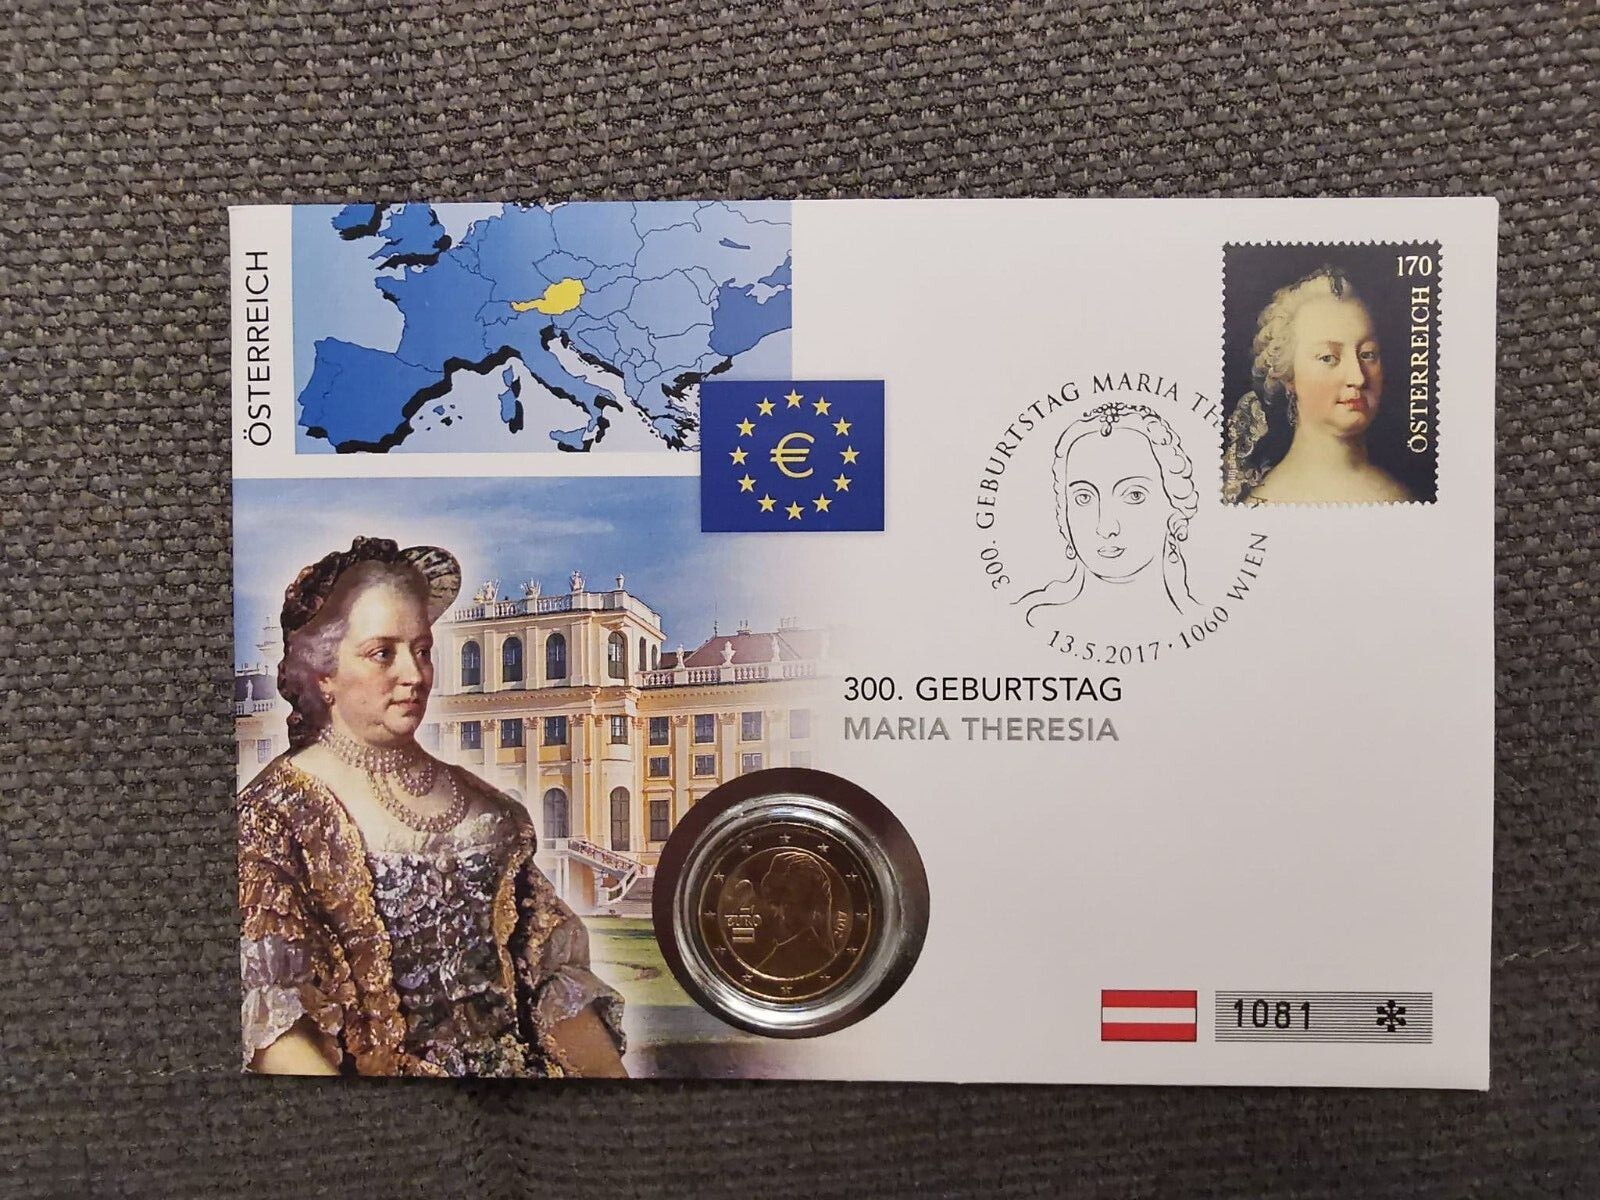 ÖSTERREICH
€
170
ÖSTERREICH
300. GEBURTSTAG MARIA TH
13.5.2017 · 1060 WIEN
300. GEBURTSTAG
MARIA THERESIA
2
EURO
2017
1081 *